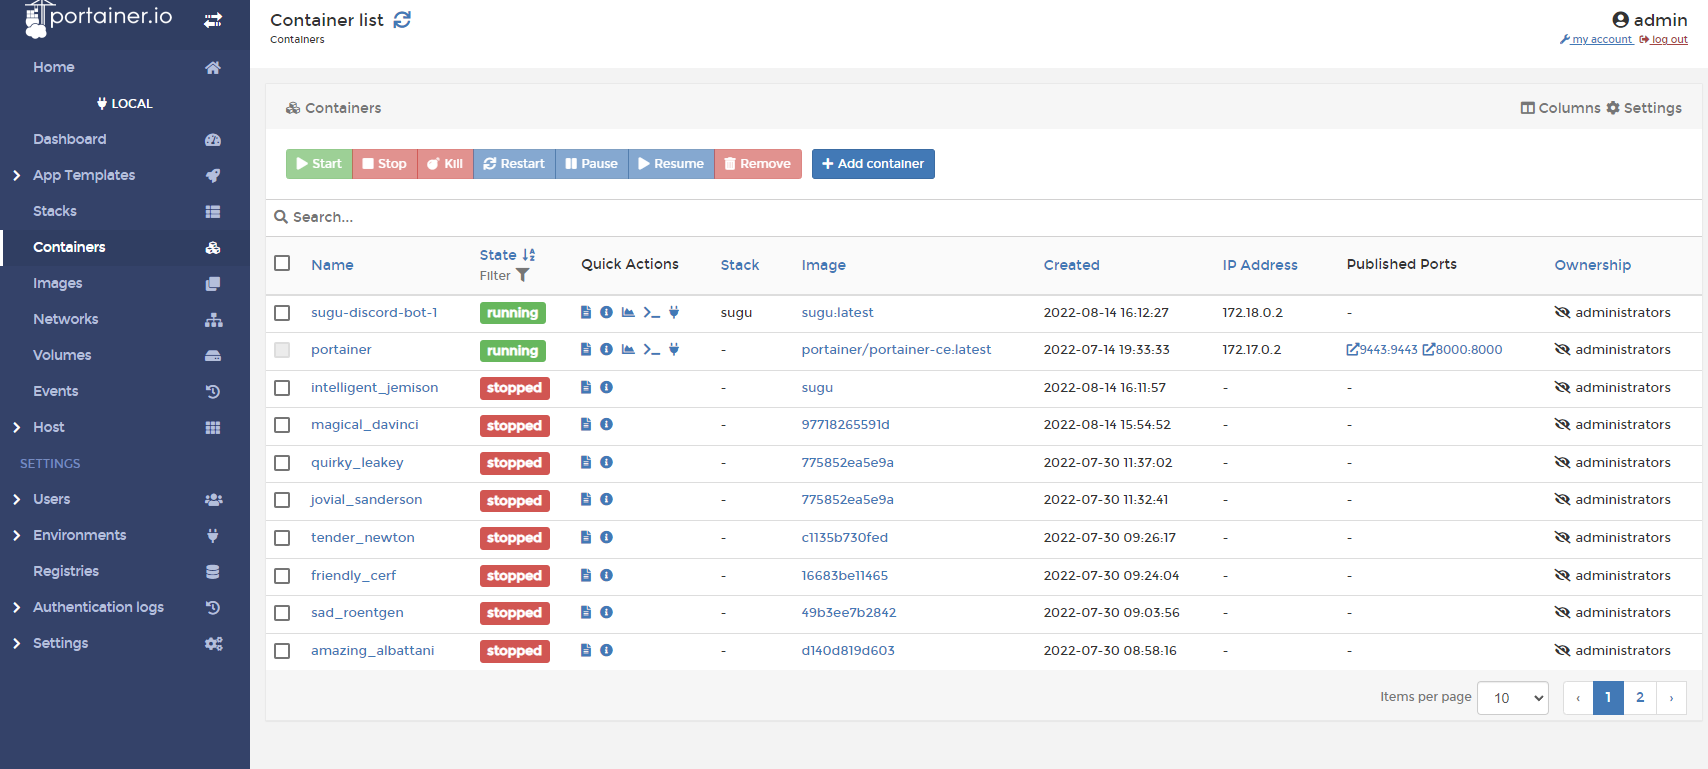 portainer.io
Container list
admin
Containers
my account log out
Home
LOCAL
Dashboard
App Templates
Stacks
Containers
Images
Networks
Volumes
Events
Host
SETTINGS
Users
Environments
Registries
Authentication logs
Settings
Containers
Columns Settings
Start Stop Kill Restart Pause Resume Remove + Add container
Search...
Name State Filter Quick Actions Stack Image Created IP Address Published Ports Ownership
sugu-discord-bot-1 running sugu sugu:latest 2022-08-14 16:12:27 172.18.0.2 - administrators
portainer running - portainer/portainer-ce:latest 2022-07-14 19:33:33 172.17.0.2 9443:9443 8000:8000 administrators
intelligent_jemison stopped - sugu 2022-08-14 16:11:57 - - administrators
magical_davinci stopped - 97718265591d 2022-08-14 15:54:52 - - administrators
quirky_leakey stopped - 775852ea5e9a 2022-07-30 11:37:02 - - administrators
jovial_sanderson stopped - 775852ea5e9a 2022-07-30 11:32:41 - - administrators
tender_newton stopped - c1135b730fed 2022-07-30 09:26:17 - - administrators
friendly_cerf stopped - 16683be11465 2022-07-30 09:24:04 - - administrators
sad_roentgen stopped - 49b3ee7b2842 2022-07-30 09:03:56 - - administrators
amazing_albattani stopped - d140d819d603 2022-07-30 08:58:16 - - administrators
Items per page 10 ‹ 1 2 ›